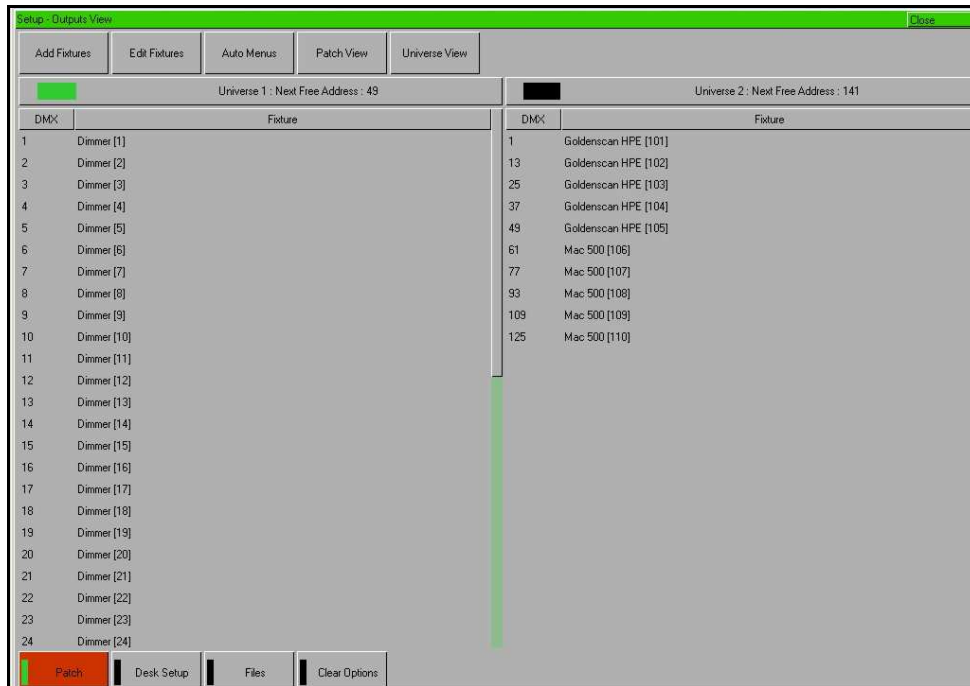 Setup - Outputs View Close
Add Fixtures Edit Fixtures Auto Menus Patch View Universe View
Universe 1 : Next Free Address : 49 Universe 2 : Next Free Address : 141
DMX Fixture DMX Fixture
1 Dimmer [1] 1 Goldenscan HPE [101]
2 Dimmer [2] 13 Goldenscan HPE [102]
3 Dimmer [3] 25 Goldenscan HPE [103]
4 Dimmer [4] 37 Goldenscan HPE [104]
5 Dimmer [5] 49 Goldenscan HPE [105]
6 Dimmer [6] 61 Mac 500 [106]
7 Dimmer [7] 77 Mac 500 [107]
8 Dimmer [8] 93 Mac 500 [108]
9 Dimmer [9] 109 Mac 500 [109]
10 Dimmer [10] 125 Mac 500 [110]
11 Dimmer [11]
12 Dimmer [12]
13 Dimmer [13]
14 Dimmer [14]
15 Dimmer [15]
16 Dimmer [16]
17 Dimmer [17]
18 Dimmer [18]
19 Dimmer [19]
20 Dimmer [20]
21 Dimmer [21]
22 Dimmer [22]
23 Dimmer [23]
24 Dimmer [24]
Patch Desk Setup Files Clear Options